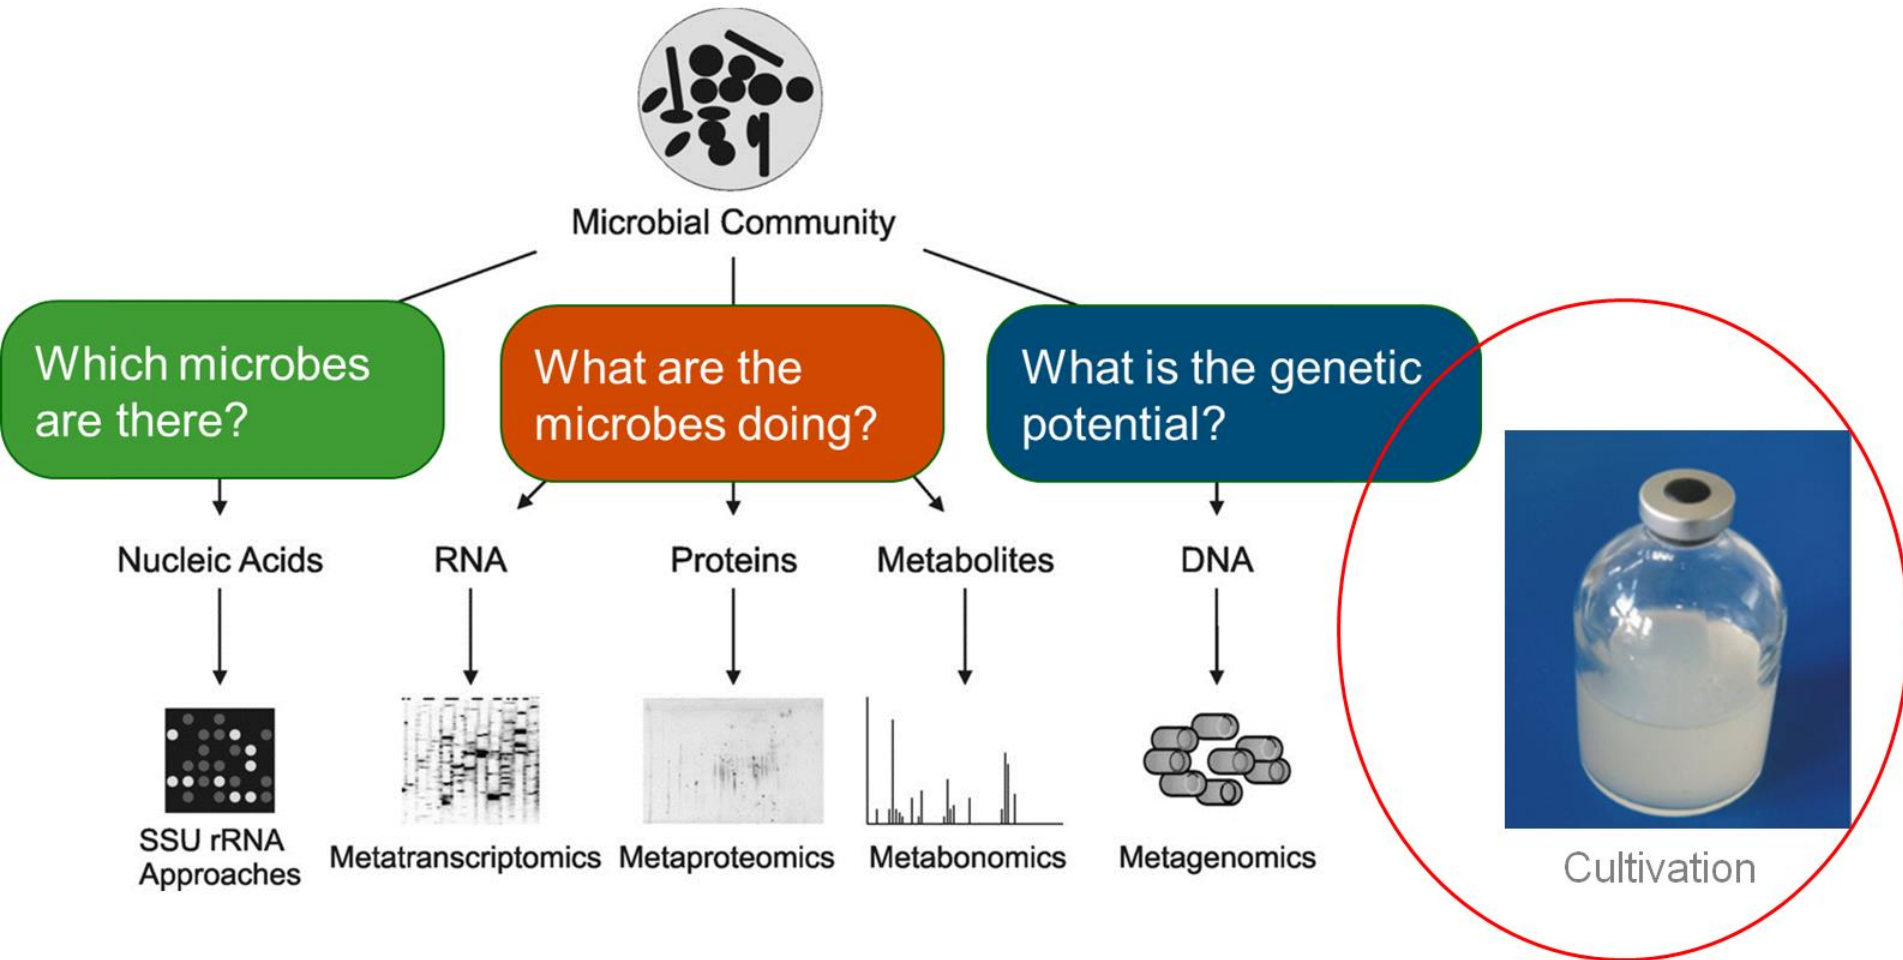 Microbial Community
Which microbes
are there?
What are the
microbes doing?
What is the genetic
potential?
Nucleic Acids
RNA
Proteins
Metabolites
DNA
SSU rRNA
Approaches
Metatranscriptomics
Metaproteomics
Metabonomics
Metagenomics
Cultivation